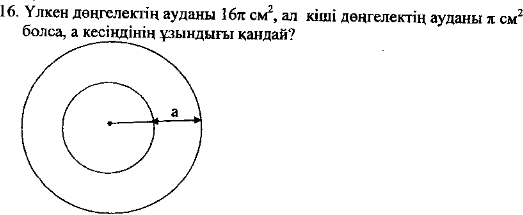 16. Үлкен дөңгелектің ауданы 16π см², ал кіші дөңгелектің ауданы π см²
болса, а кесіндінің ұзындығы қандай?
a